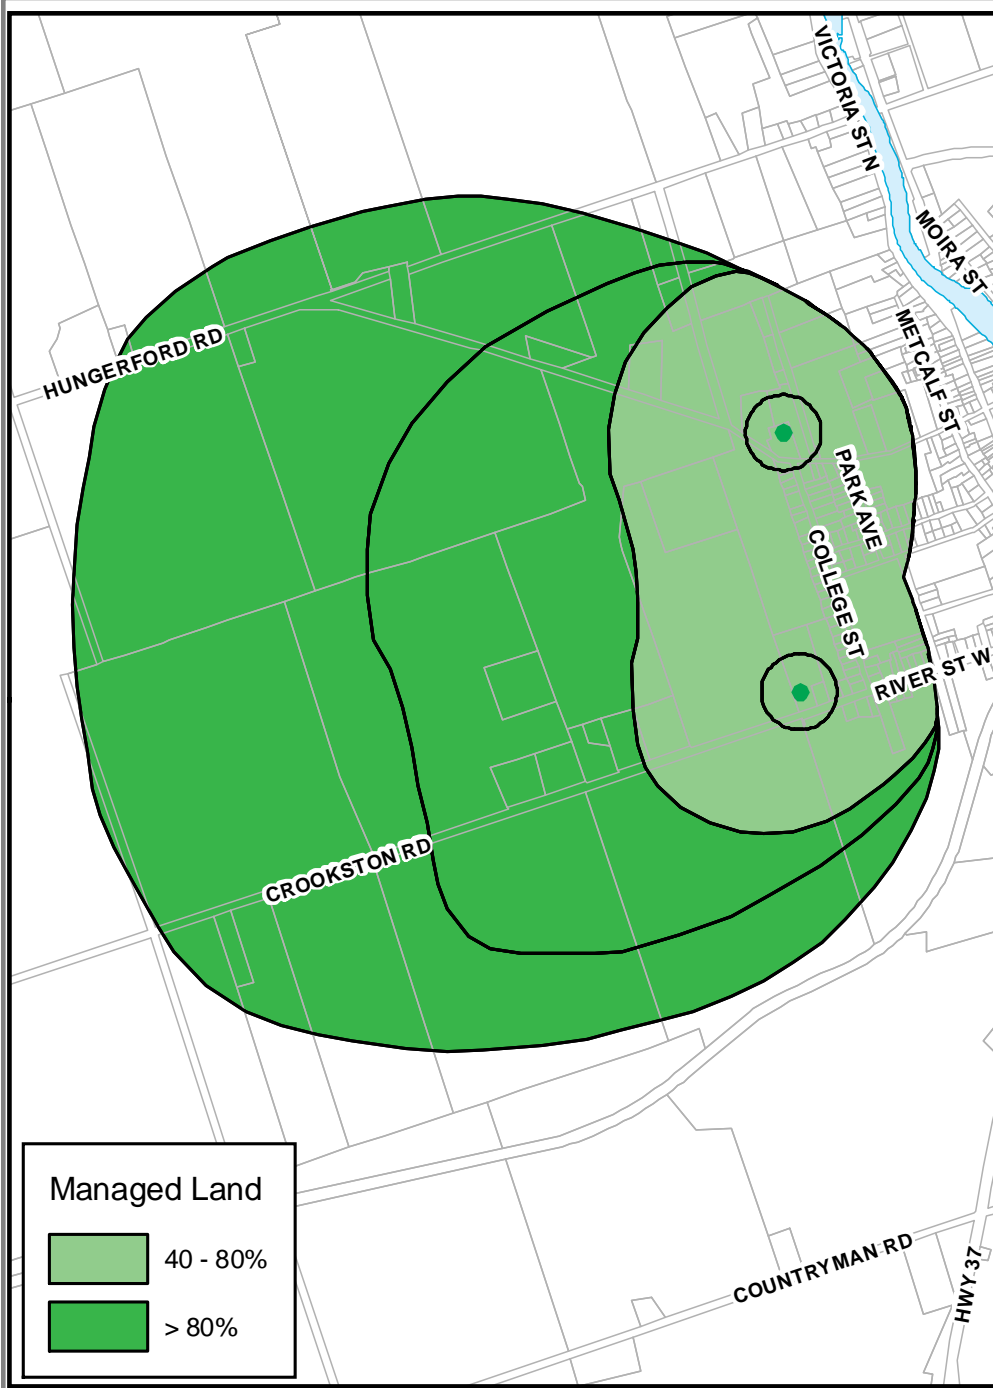 VICTORIA ST N
MOIRA ST
METCALF ST
HUNGERFORD RD
PARK AVE
COLLEGE ST
RIVER ST W
CROOKSTON RD
COUNTRYMAN RD
HWY 37
Managed Land
40 - 80%
> 80%